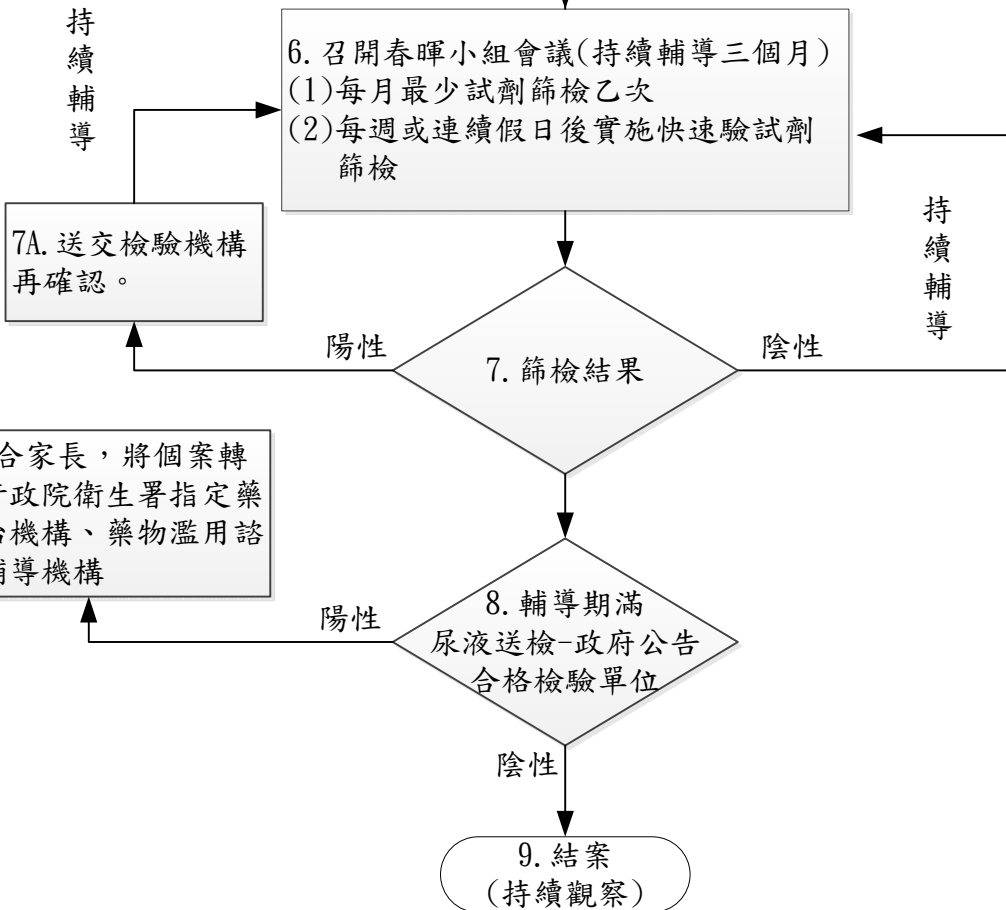 持續輔導
6.召開春暉小組會議(持續輔導三個月)
(1)每月最少試劑篩檢乙次
(2)每週或連續假日後實施快速驗試劑
篩檢
持續輔導
7A.送交檢驗機構
再確認。
陽性
7.篩檢結果
陰性
合家長，將個案轉
行政院衛生署指定藥
治機構、藥物濫用諮
輔導機構
陽性
8.輔導期滿
尿液送檢-政府公告
合格檢驗單位
陰性
9.結案
(持續觀察)